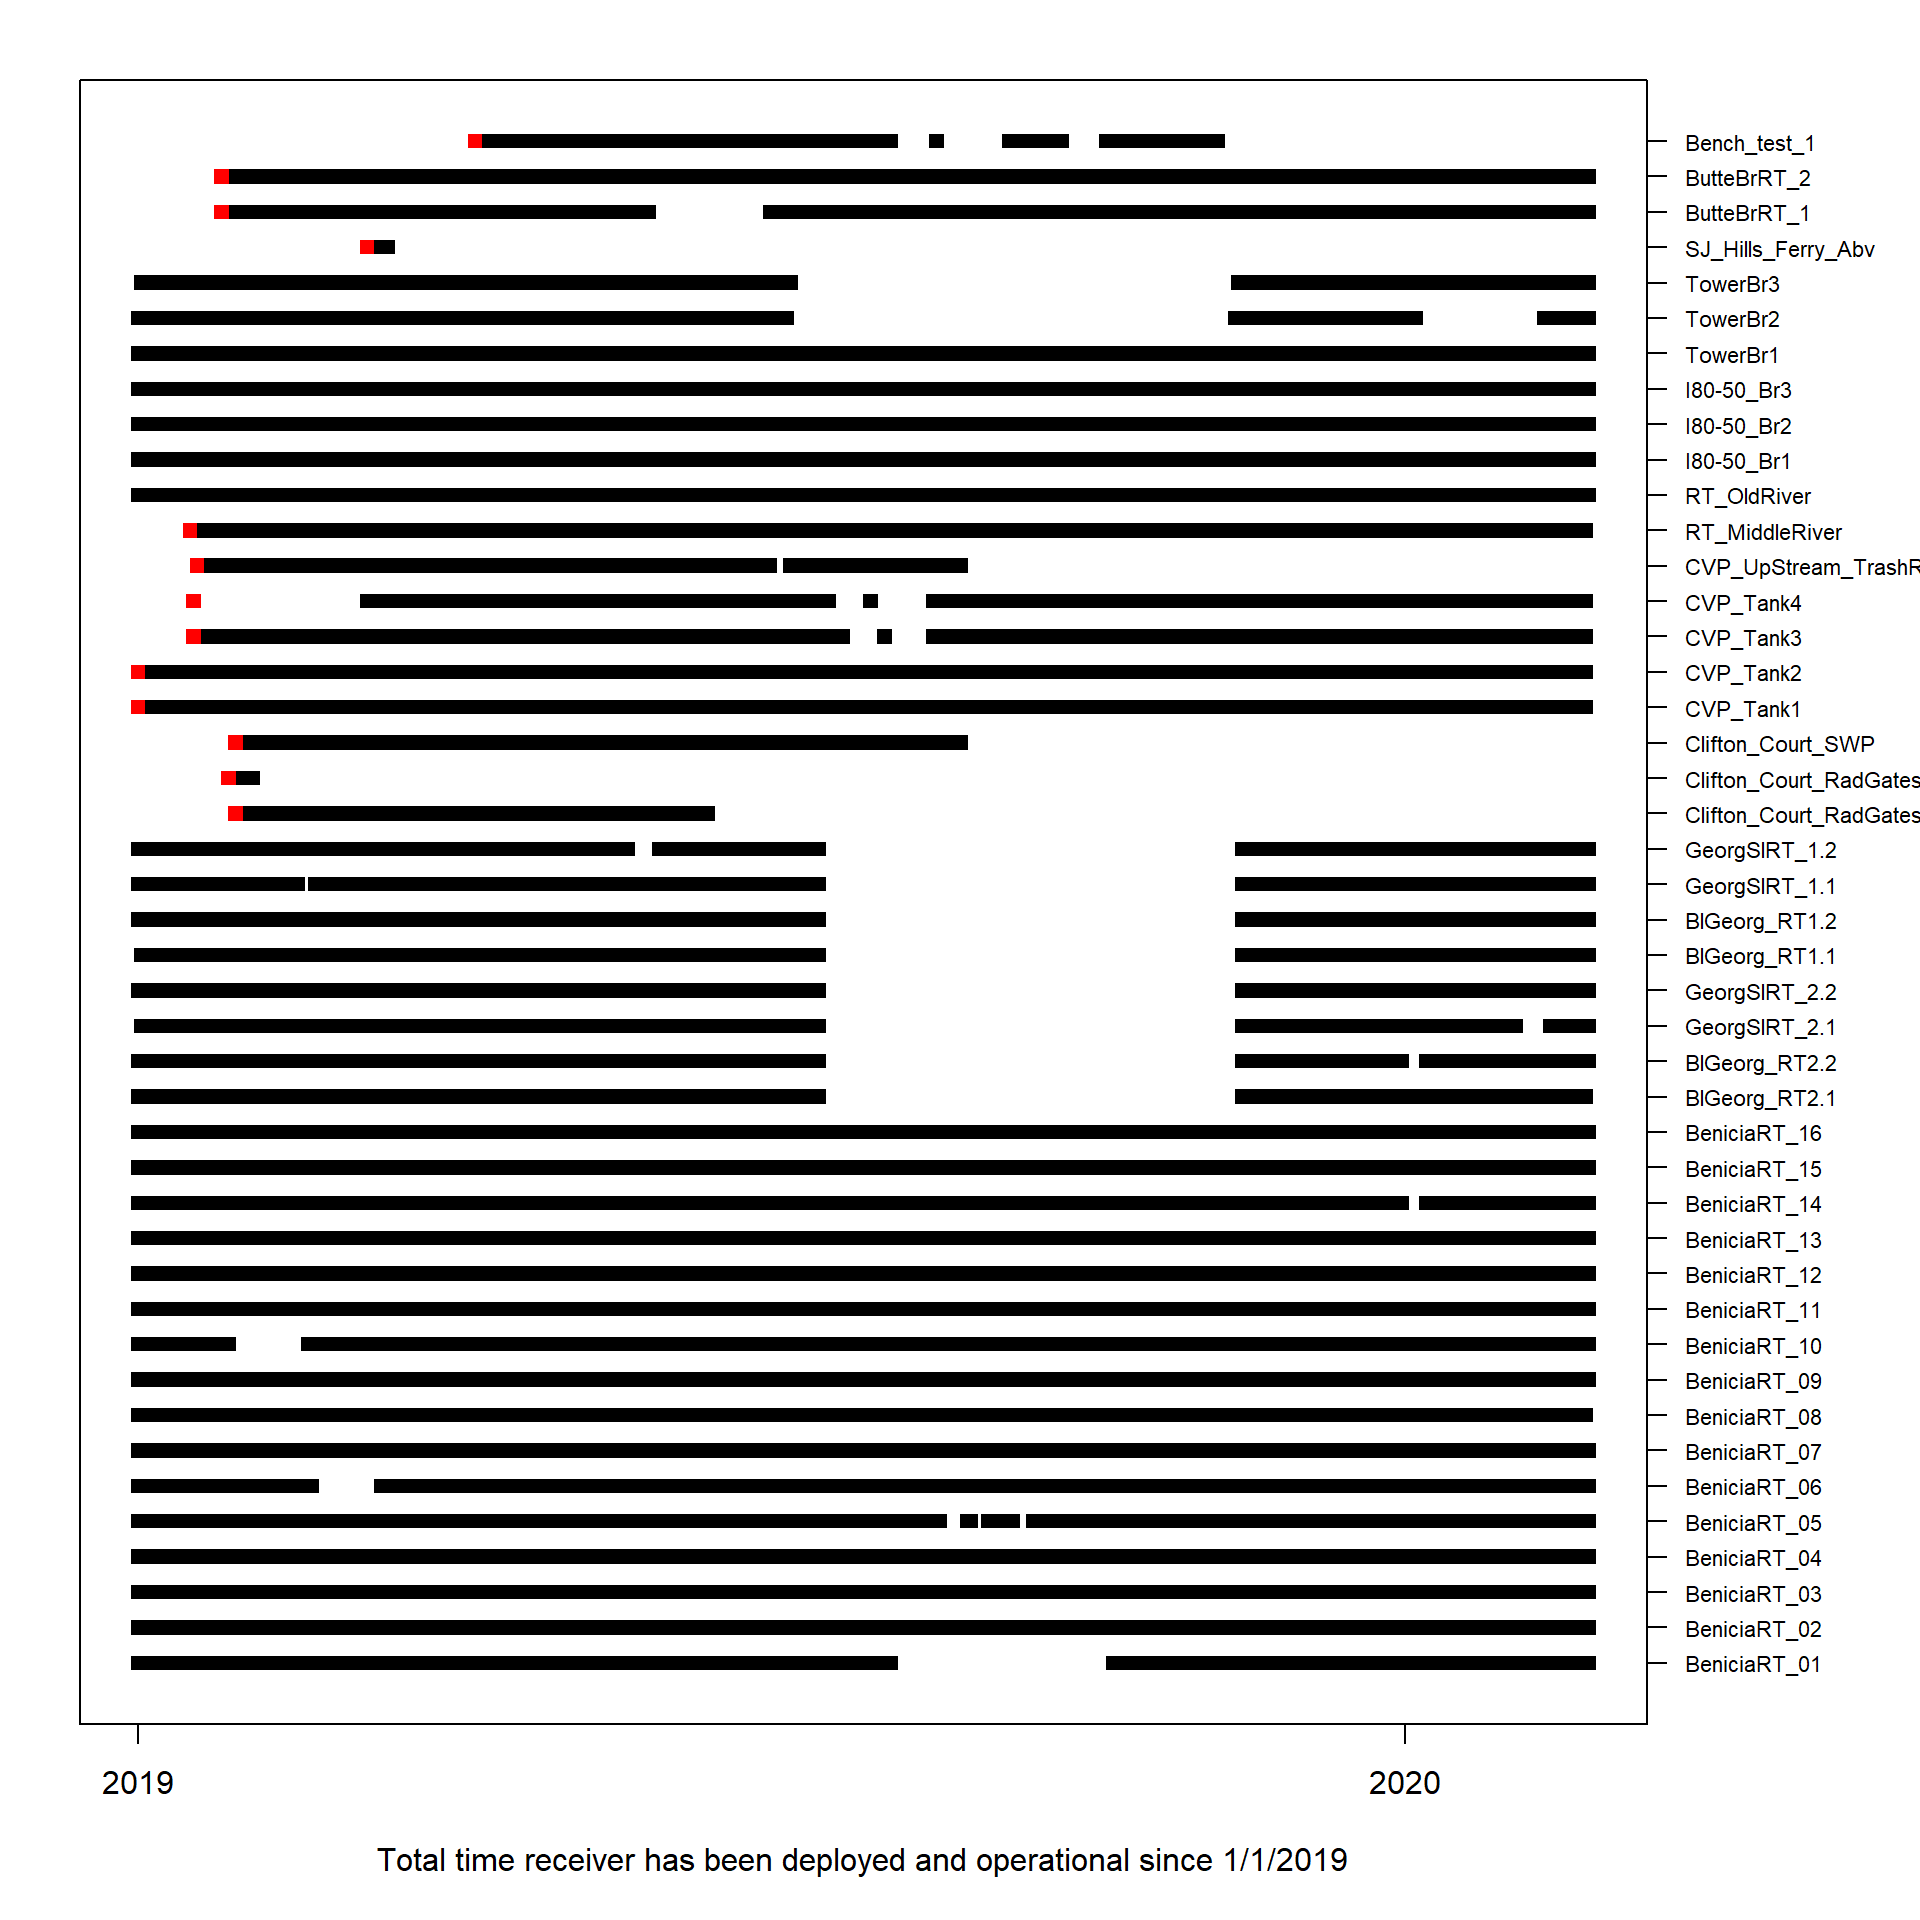 Bench_test_1
ButteBrRT_2
ButteBrRT_1
SJ_Hills_Ferry_Abv
TowerBr3
TowerBr2
TowerBr1
I80-50_Br3
I80-50_Br2
I80-50_Br1
RT_OldRiver
RT_MiddleRiver
CVP_UpStream_TrashR
CVP_Tank4
CVP_Tank3
CVP_Tank2
CVP_Tank1
Clifton_Court_SWP
Clifton_Court_RadGates
Clifton_Court_RadGates
GeorgSlRT_1.2
GeorgSlRT_1.1
BlGeorg_RT1.2
BlGeorg_RT1.1
GeorgSlRT_2.2
GeorgSlRT_2.1
BlGeorg_RT2.2
BlGeorg_RT2.1
BeniciaRT_16
BeniciaRT_15
BeniciaRT_14
BeniciaRT_13
BeniciaRT_12
BeniciaRT_11
BeniciaRT_10
BeniciaRT_09
BeniciaRT_08
BeniciaRT_07
BeniciaRT_06
BeniciaRT_05
BeniciaRT_04
BeniciaRT_03
BeniciaRT_02
BeniciaRT_01
2019 2020
Total time receiver has been deployed and operational since 1/1/2019